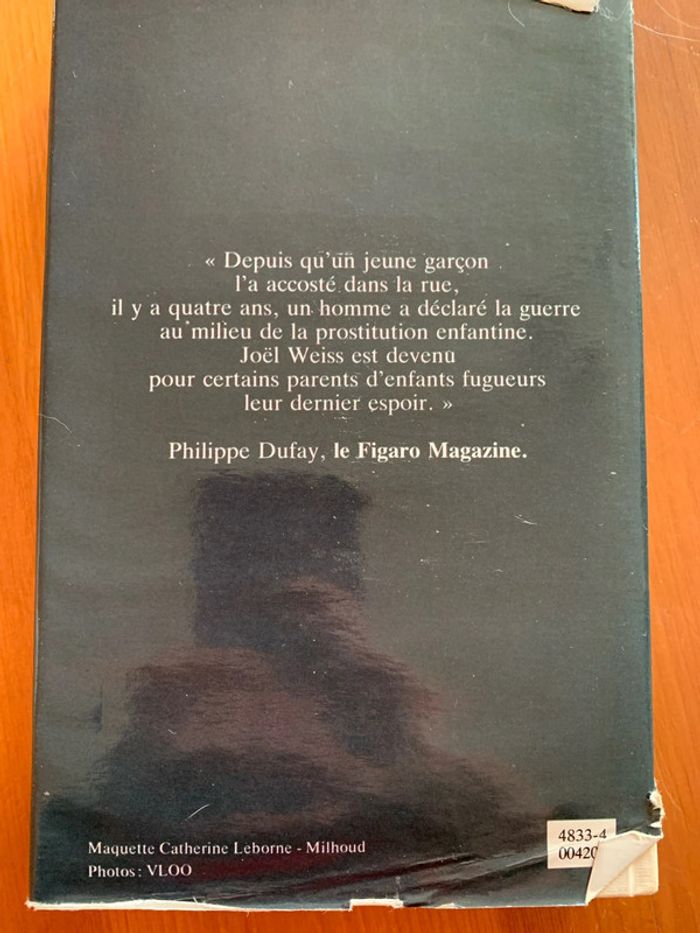 « Depuis qu'un jeune garçon
l'a accosté dans la rue,
il y a quatre ans, un homme a déclaré la guerre
au milieu de la prostitution enfantine.
Joël Weiss est devenu
pour certains parents d'enfants fugueurs
leur dernier espoir. »
Philippe Dufay, le Figaro Magazine.
Maquette Catherine Leborne - Milhoud
Photos : VLOO
4833-4
00420